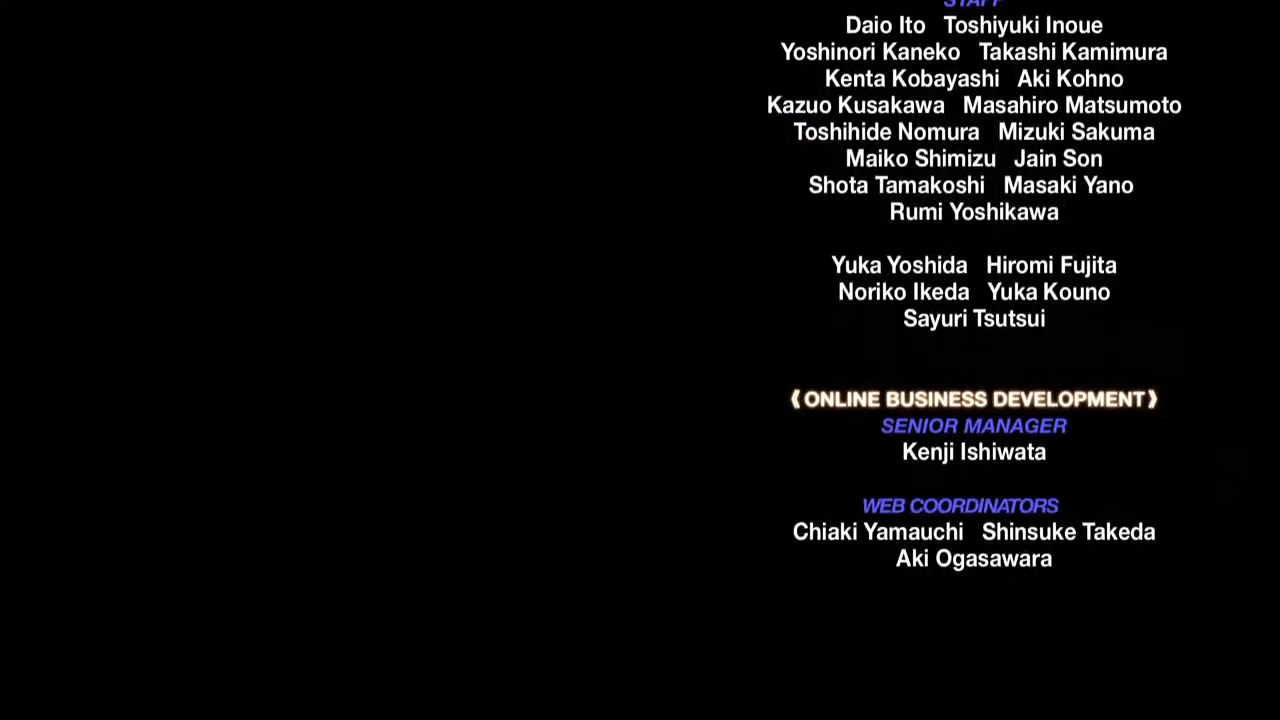 STAFF
Daio Ito Toshiyuki Inoue
Yoshinori Kaneko Takashi Kamimura
Kenta Kobayashi Aki Kohno
Kazuo Kusakawa Masahiro Matsumoto
Toshihide Nomura Mizuki Sakuma
Maiko Shimizu Jain Son
Shota Tamakoshi Masaki Yano
Rumi Yoshikawa
Yuka Yoshida Hiromi Fujita
Noriko Ikeda Yuka Kouno
Sayuri Tsutsui
《ONLINE BUSINESS DEVELOPMENT》
SENIOR MANAGER
Kenji Ishiwata
WEB COORDINATORS
Chiaki Yamauchi Shinsuke Takeda
Aki Ogasawara